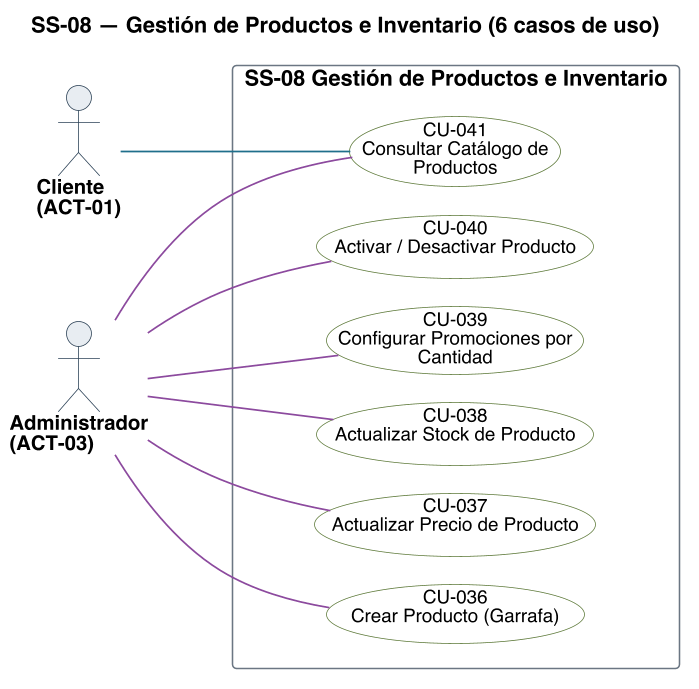 SS-08 — Gestión de Productos e Inventario (6 casos de uso)
SS-08 Gestión de Productos e Inventario
CU-041
Consultar Catálogo de
Productos
Cliente
(ACT-01)
CU-040
Activar / Desactivar Producto
CU-039
Configurar Promociones por
Cantidad
Administrador
(ACT-03)
CU-038
Actualizar Stock de Producto
CU-037
Actualizar Precio de Producto
CU-036
Crear Producto (Garrafa)